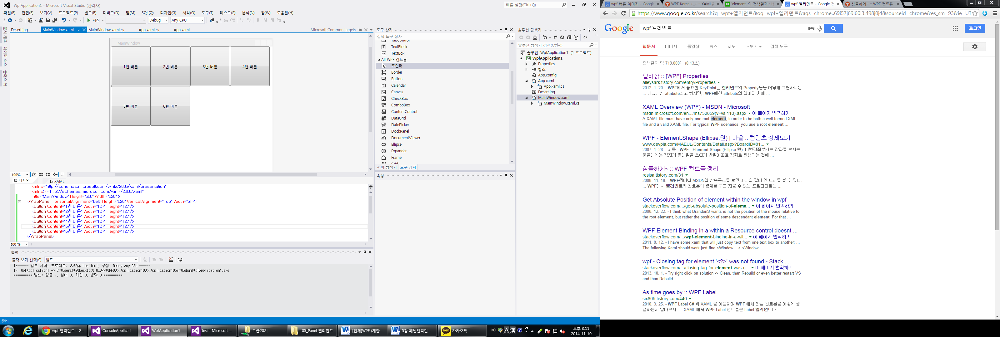 WpfApplication1 - Microsoft Visual Studio (관리자)
빠른 실행(Ctrl+Q)
파일(F) 편집(E) 보기(V) 프로젝트(P) 빌드(B) 디버그(D) 팀(M) SQL(Q) 디자인(G) 서식(O) 도구(T) 테스트(S) 분석(N) 창(W) 도움말(H)
시작 Debug Any CPU
문서 개요
데이터 소스
클래스 뷰
Desert.jpg MainWindow.xaml MainWindow.xaml.cs App.xaml.cs App.xaml Microsoft.Common.targets
MainWindow
1번 버튼 2번 버튼 3번 버튼 4번 버튼
5번 버튼 6번 버튼
100%
디자인 XAML
xmlns="http://schemas.microsoft.com/winfx/2006/xaml/presentation"
xmlns:x="http://schemas.microsoft.com/winfx/2006/xaml"
Title="MainWindow" Height="550" Width="525" >
<WrapPanel HorizontalAlignment="Left" Height="520" VerticalAlignment="Top" Width="517">
<Button Content="1번 버튼" Width="127" Height="127"/>
<Button Content="2번 버튼" Width="127" Height="127"/>
<Button Content="3번 버튼" Width="127" Height="127"/>
<Button Content="4번 버튼" Width="127" Height="127"/>
<Button Content="5번 버튼" Width="127" Height="127"/>
<Button Content="6번 버튼" Width="127" Height="127"/>
</WrapPanel>
100 %
출력
출력 보기 선택(S): 빌드
1>------ 빌드 시작: 프로젝트: WpfApplication1, 구성: Debug Any CPU ------
1> WpfApplication1 -> C:\Users\WB\Desktop\10_WPF\WPF\WpfApplication1\WpfApplication1\bin\Debug\WpfApplication1.exe
========== 빌드: 성공 1, 실패 0, 최신 0, 생략 0 ==========
준비
도구 상자
검색 도구 상자
TabControl
TextBlock
TextBox
All WPF 컨트롤
포인터
Border
Button
Calendar
Canvas
CheckBox
ComboBox
ContentControl
DataGrid
DatePicker
DockPanel
DocumentViewer
Ellipse
Expander
Frame
Grid
서버 탐색기 도구 상자
속성
솔루션 탐색기
솔루션 탐색기 검색(Ctrl+;)
솔루션 'WpfApplication1' (1 프로젝트)
WpfApplication1
Properties
참조
App.config
App.xaml
App.xaml.cs
Desert.jpg
MainWindow.xaml
MainWindow.xaml.cs
wpf 엘리먼트 - G... ConsoleApplicati... WpfApplication1 ... test - Microsoft ... 고급20기 05_Panel 엘리먼트 [전체]WPF (제한... 5장 패널엘리먼... TALK 카카오톡
KO A 漢
오후 3:11
2014-11-10
wpf 버튼 이미지 - Google WPF Korea +_+ :: XAML 'element' 의 검색결과 : 네 wpf 엘리먼트 - Google 검 심플하게~ :: WPF 컨트롤
https://www.google.co.kr/search?q=wpf+엘리먼트&oq=wpf+엘리먼트&aqs=chrome..69i57j69i60l3.498j0j4&sourceid=chrome&es_sm=93&ie=UT
Google wpf 엘리먼트 로그인
웹문서 이미지 동영상 뉴스 지도 더보기 검색 도구
검색결과 약 719,000개 (0.13초)
앨리삵 :: [WPF] Properties
alleysark.tistory.com/entry/Properties
2012. 1. 20. - WPF에서 중요한 KeyPoint는 엘리먼트의 Property들을 어떻게 표현하냐는
... 태그에선 attribute라고 하지만,, WPF에선 attribute의 의미와 함께 ...
XAML Overview (WPF) - MSDN - Microsoft
msdn.microsoft.com/en.../ms752059(v=vs.110).aspx 이 페이지 번역하기
A XAML file must have only one root element, in order to be both a well-formed XML
file and a valid XAML file. For typical WPF scenarios, you use a root element ...
WPF - Element:Shape (Ellipse:원) | 마을 :: 컨텐츠 상세보기
www.devpia.com/MAEUL/Contents/Detail.aspx?BoardID=81...
2007. 1. 28. - 제목 : WPF - Element:Shape (Ellipse:원). 이번강좌부터는 강좌를 보시는
분들에게는 갑자기 존대말을 쓰다가 반말어조로 강좌로 진행되는 것에 ...
심플하게~ :: WPF 컨트롤 정리
resisa.tistory.com/31
2008. 11. 18. - WPF책이나 MSDN의 상속구조를 보면 아래와 같이 긴 트리를 볼 수 있다.
... WPF에서 엘리먼트와 컨트롤의 경계를 구분 지을 수 있는 프로퍼티로는 ...
Get Absolute Position of element within the window in wpf
stackoverflow.com/.../get-absolute-position-of-eleme... 이 페이지 번역하기
2008. 12. 22. - I think what BrandonS wants is not the position of the mouse relative to
the root element, but rather the position of some descendant element. For that ...
WPF Element Binding in a within a Resource control doesnt ...
stackoverflow.com/.../wpf-element-binding-in-a-wit... 이 페이지 번역하기
2011. 8. 12. - I have some xaml that will just copy text from one text box to another: ...
The following Xaml should work just fine <Window ...> <Window.
wpf - Closing tag for element '<?>' was not found - Stack ...
stackoverflow.com/.../closing-tag-for-element-was-n... 이 페이지 번역하기
2013. 10. 1. - Try right click on solution -> Clean, than Rebuild or even better restart VS
and than Rebuild ...
As time goes by :: WPF Label
six605.tistory.com/440
2010. 3. 25. - WPF Label C# 과 XAML 을 이용하여 WPF 에서 라벨 컨트롤을 어떻게 생
성하는지 알아보자. ... XAML 에서 WPF Label 컨트롤은 Label 엘리먼트다.